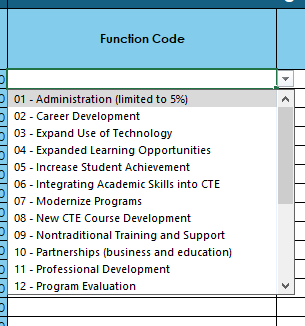 Function Code
01 - Administration (limited to 5%)
02 - Career Development
03 - Expand Use of Technology
04 - Expanded Learning Opportunities
05 - Increase Student Achievement
06 - Integrating Academic Skills into CTE
07 - Modernize Programs
08 - New CTE Course Development
09 - Nontraditional Training and Support
10 - Partnerships (business and education)
11 - Professional Development
12 - Program Evaluation